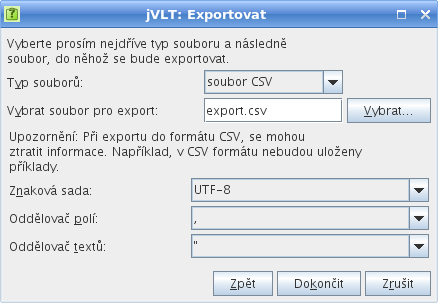 jVLT: Exportovat
Vyberte prosím nejdříve typ souboru a následně
soubor, do něhož se bude exportovat.
Typ souborů: soubor CSV
Vybrat soubor pro export: export.csv Vybrat...
Upozornění: Při exportu do formátu CSV, se mohou
ztratit informace. Například, v CSV formátu nebudou uloženy
příklady.
Znaková sada: UTF-8
Oddělovač polí: ,
Oddělovač textů: "
Zpět Dokončit Zrušit